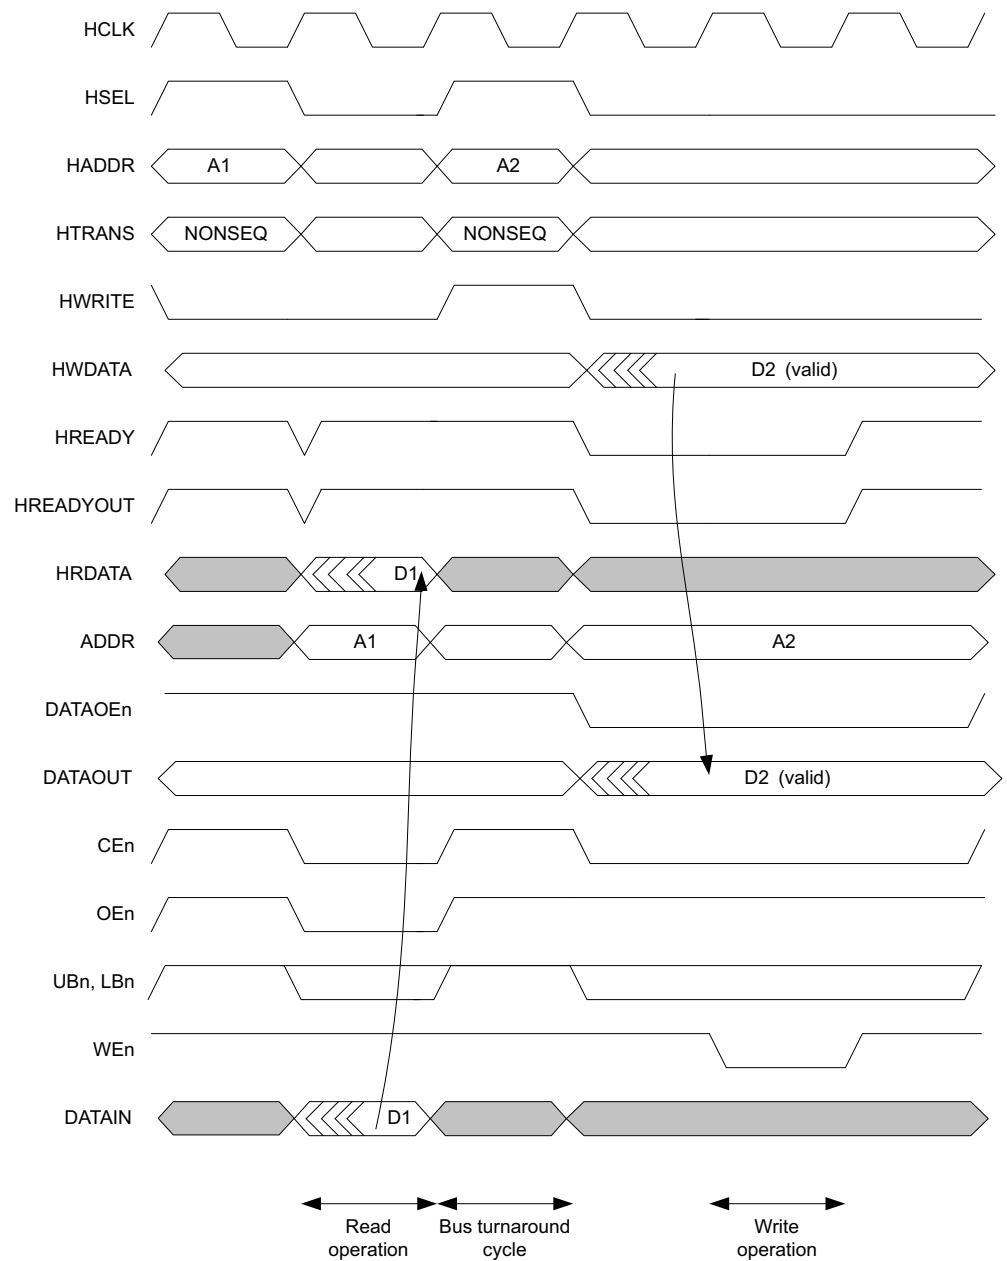 HCLK
HSEL
HADDR A1 A2
HTRANS NONSEQ NONSEQ
HWRITE
HWDATA D2 (valid)
HREADY
HREADYOUT
HRDATA D1
ADDR A1 A2
DATAOEn
DATAOUT D2 (valid)
CEn
OEn
UBn, LBn
WEn
DATAIN D1
Read operation
Bus turnaround cycle
Write operation